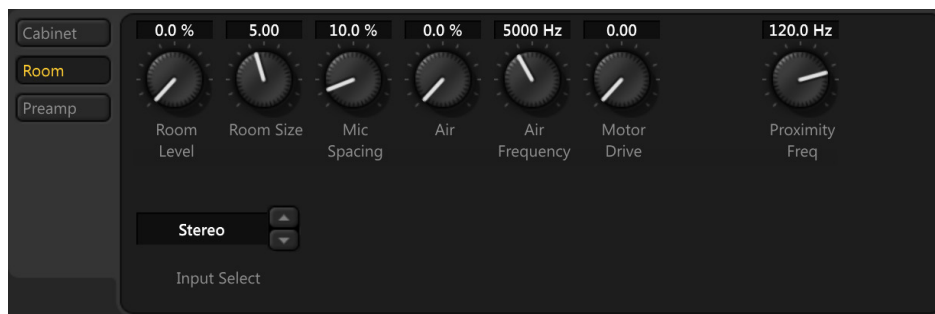 Cabinet
Room
Preamp
0.0 %
5.00
10.0 %
0.0 %
5000 Hz
0.00
120.0 Hz
Room
Level
Room Size
Mic
Spacing
Air
Air
Frequency
Motor
Drive
Proximity
Freq
Stereo
Input Select